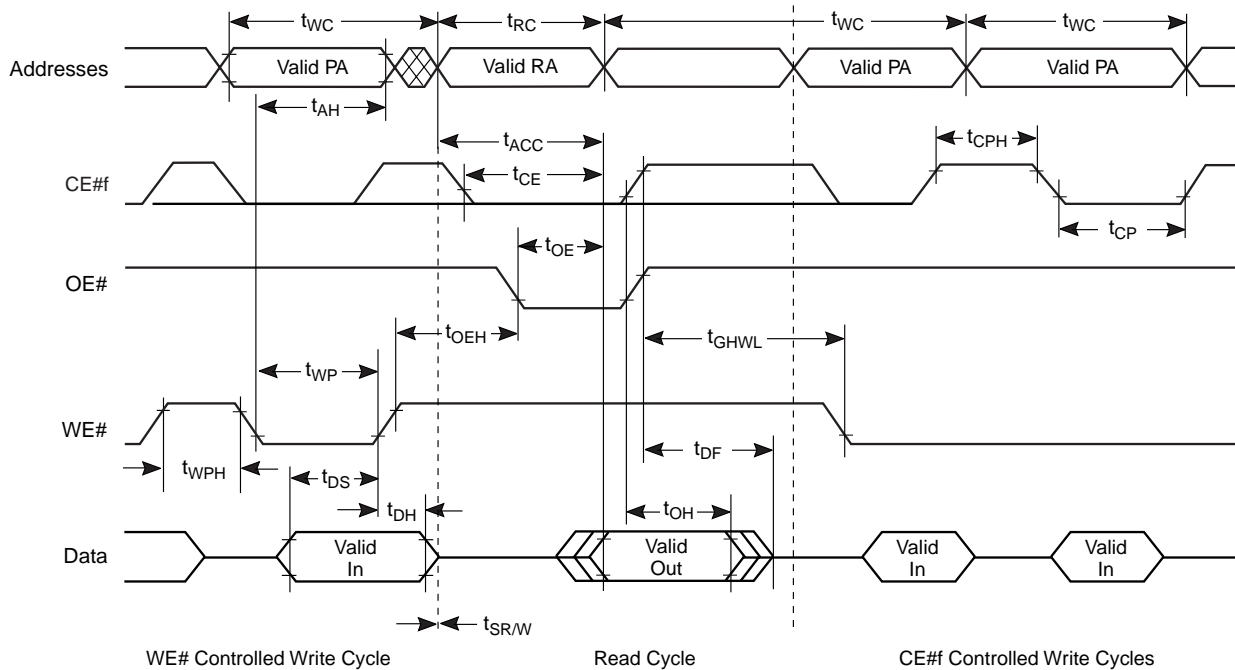 tWC tRC tWC tWC
Addresses Valid PA Valid RA Valid PA Valid PA
tAH
tACC tCPH
CE#f tCE
tCP
tOE
OE#
tOEH tGHWL
tWP
WE#
tDF
tWPH tDS
tDH tOH
Data Valid In Valid Out Valid In Valid In
tSR/W
WE# Controlled Write Cycle Read Cycle CE#f Controlled Write Cycles